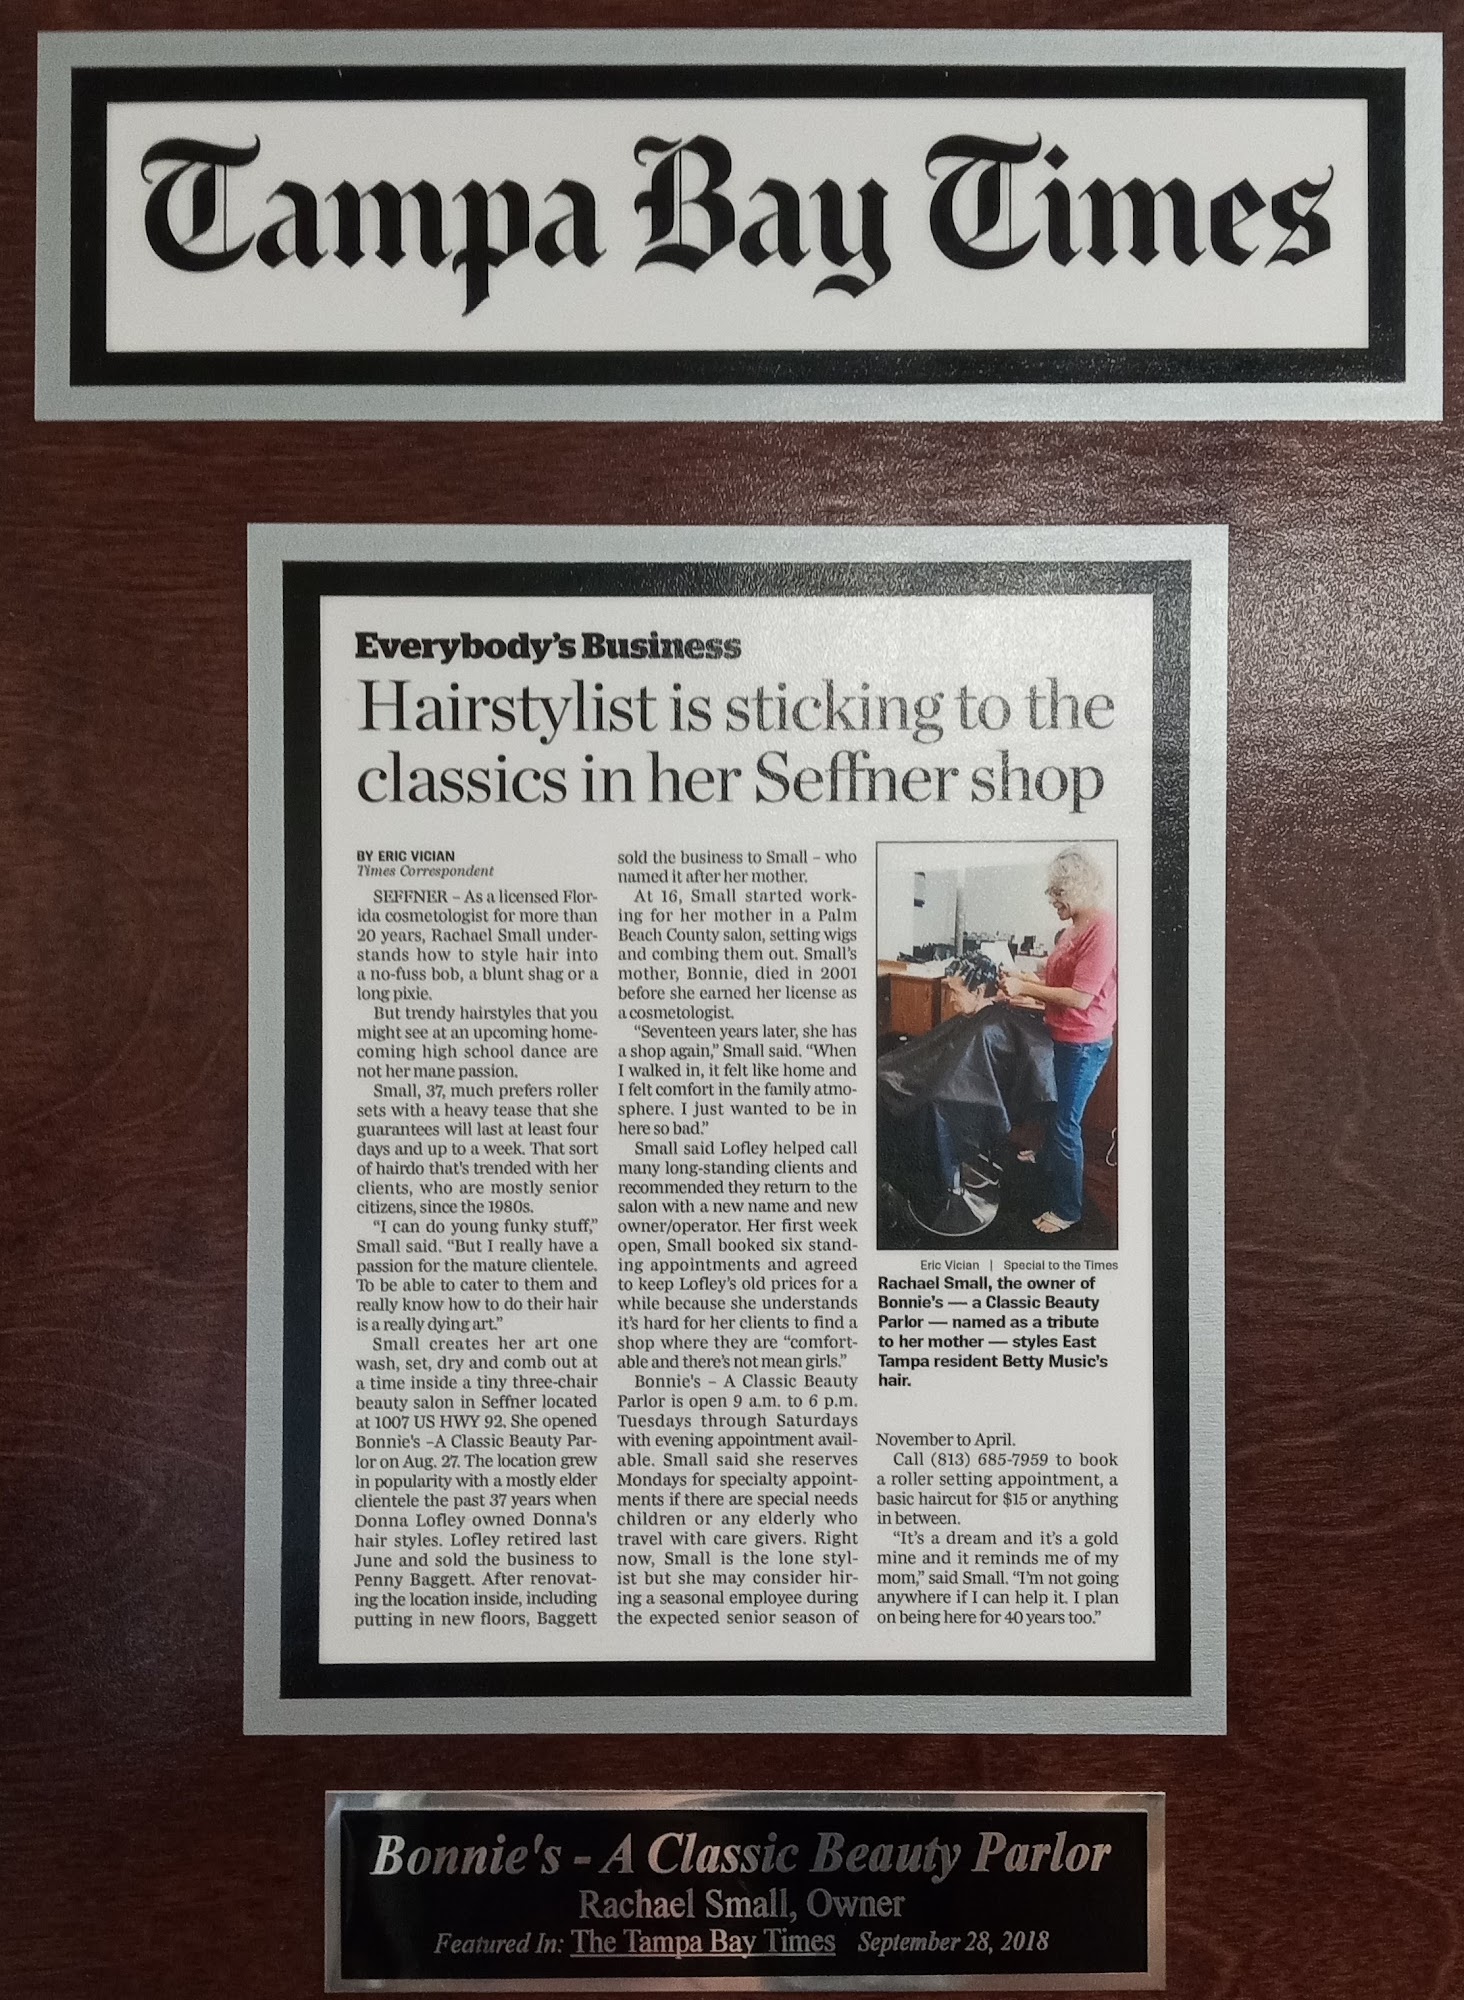 Tampa Bay Times
Everybody's Business
Hairstylist is sticking to the
classics in her Seffner shop
BY ERIC VICIAN
Times Correspondent
SEFFNER – As a licensed Flor-
ida cosmetologist for more than
20 years, Rachael Small under-
stands how to style hair into
a no-fuss bob, a blunt shag or a
long pixie.
But trendy hairstyles that you
might see at an upcoming home-
coming high school dance are
not her mane passion.
Small, 37, much prefers roller
sets with a heavy tease that she
guarantees will last at least four
days and up to a week. That sort
of hairdo that's trended with her
clients, who are mostly senior
citizens, since the 1980s.
"I can do young funky stuff,"
Small said. "But I really have a
passion for the mature clientele.
To be able to cater to them and
really know how to do their hair
is a really dying art."
Small creates her art one
wash, set, dry and comb out at
a time inside a tiny three-chair
beauty salon in Seffner located
at 1007 US HWY 92. She opened
Bonnie's –A Classic Beauty Par-
lor on Aug. 27. The location grew
in popularity with a mostly elder
clientele the past 37 years when
Donna Lofley owned Donna's
hair styles. Lofley retired last
June and sold the business to
Penny Baggett. After renovat-
ing the location inside, including
putting in new floors, Baggett
sold the business to Small – who
named it after her mother.
At 16, Small started work-
ing for her mother in a Palm
Beach County salon, setting wigs
and combing them out. Small's
mother, Bonnie, died in 2001
before she earned her license as
a cosmetologist.
"Seventeen years later, she has
a shop again," Small said. "When
I walked in, it felt like home and
I felt comfort in the family atmo-
sphere. I just wanted to be in
here so bad."
Small said Lofley helped call
many long-standing clients and
recommended they return to the
salon with a new name and new
owner/operator. Her first week
open, Small booked six stand-
ing appointments and agreed
to keep Lofley's old prices for a
while because she understands
it's hard for her clients to find a
shop where they are "comfort-
able and there's not mean girls."
Bonnie's – A Classic Beauty
Parlor is open 9 a.m. to 6 p.m.
Tuesdays through Saturdays
with evening appointment avail-
able. Small said she reserves
Mondays for specialty appoint-
ments if there are special needs
children or any elderly who
travel with care givers. Right
now, Small is the lone styl-
ist but she may consider hir-
ing a seasonal employee during
the expected senior season of
Eric Vician | Special to the Times
Rachael Small, the owner of
Bonnie's — a Classic Beauty
Parlor — named as a tribute
to her mother — styles East
Tampa resident Betty Music's
hair.
November to April.
Call (813) 685-7959 to book
a roller setting appointment, a
basic haircut for $15 or anything
in between.
"It's a dream and it's a gold
mine and it reminds me of my
mom," said Small. "I'm not going
anywhere if I can help it. I plan
on being here for 40 years too."
Bonnie's - A Classic Beauty Parlor
Rachael Small, Owner
Featured In: The Tampa Bay Times September 28, 2018